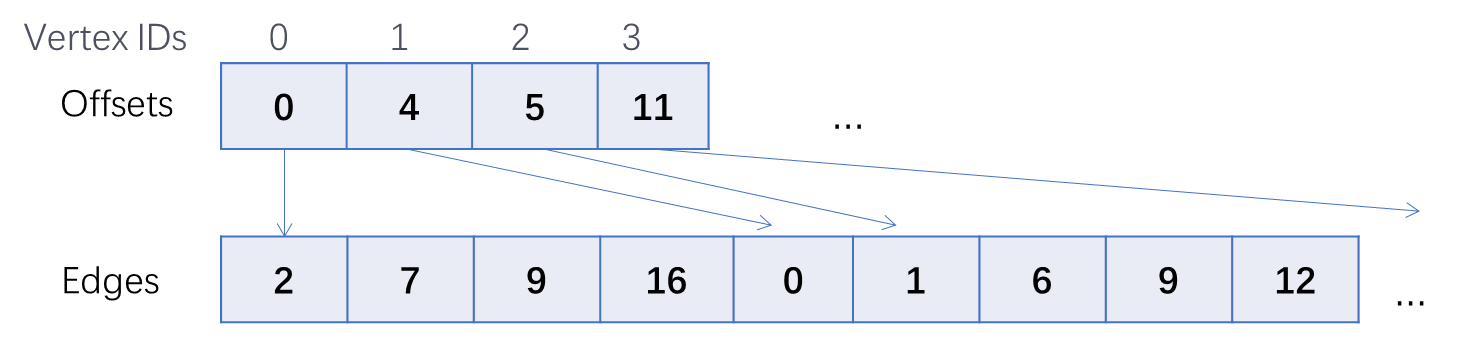 Vertex IDs 0 1 2 3
Offsets 0 4 5 11 ...
Edges 2 7 9 16 0 1 6 9 12 ...